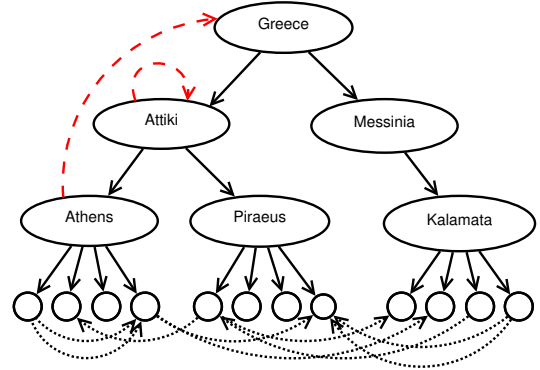 Greece
Attiki
Messinia
Athens
Piraeus
Kalamata